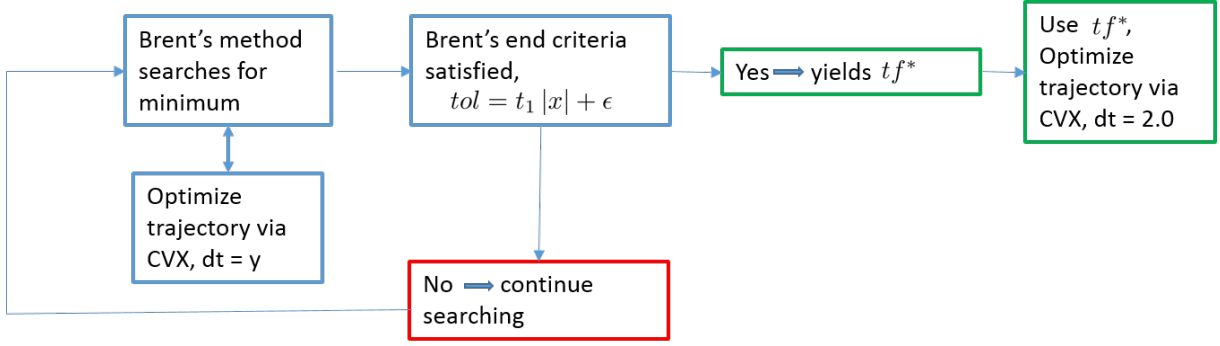 Brent's method
searches for
minimum
Optimize
trajectory via
CVX, dt = y
Brent's end criteria
satisfied,
tol = t₁ |x| + ϵ
Yes ⟹ yields tf*
No ⟹ continue
searching
Use tf*,
Optimize
trajectory via
CVX, dt = 2.0